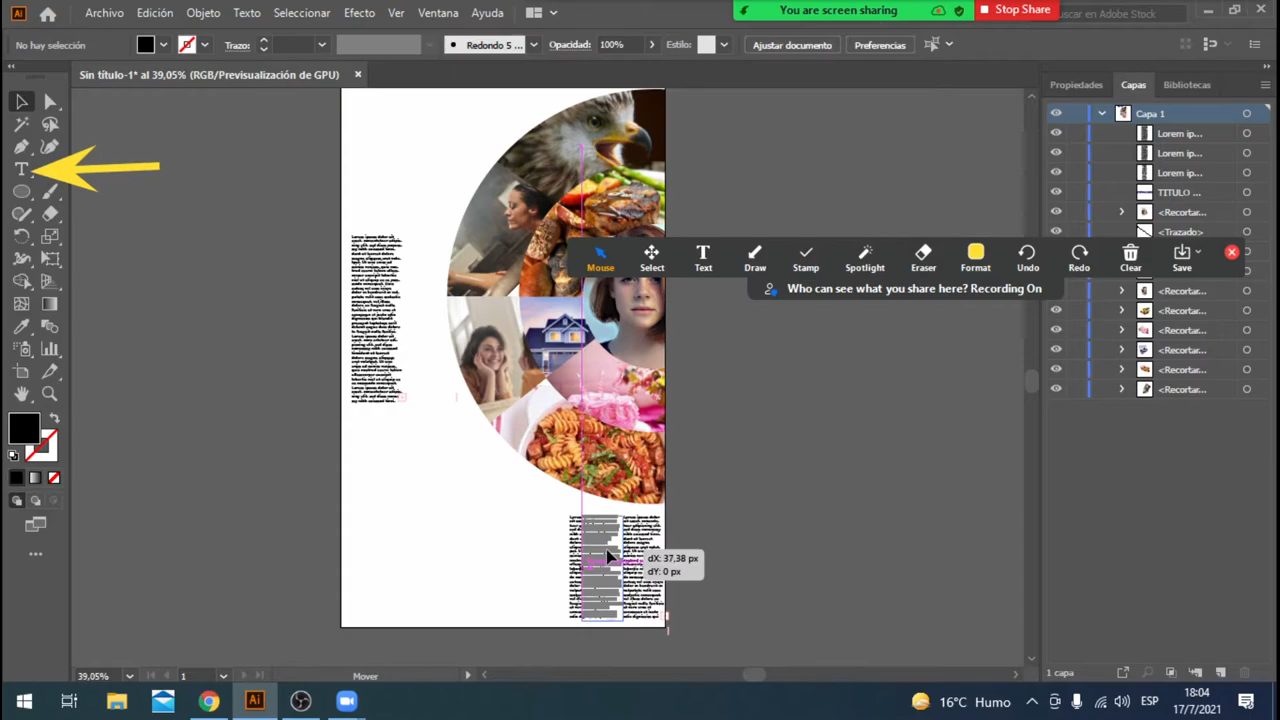 Archivo Edición Objeto Texto Seleccionar Efecto Ver Ventana Ayuda
You are screen sharing
Stop Share
Buscar en Adobe Stock
No hay selección
Trazo:
Redondo 5 ...
Opacidad: 100%
Estilo:
Ajustar documento
Preferencias
Sin título-1* al 39,05% (RGB/Previsualización de GPU)
Propiedades Capas Bibliotecas
Capa 1
Lorem ip...
Lorem ip...
Lorem ip...
TITULO ...
<Recortar...
<Trazado>
Mouse Select Text Draw Stamp Spotlight Eraser Format Undo Redo Clear Save
Who can see what you share here? Recording On
<Recortar...
<Recortar...
<Recortar...
<Recortar...
<Recortar...
<Recortar...
dX: 37,38 px
dY: 0 px
39,05% 1 Mover
1 capa
16°C Humo
ESP
18:04
17/7/2021